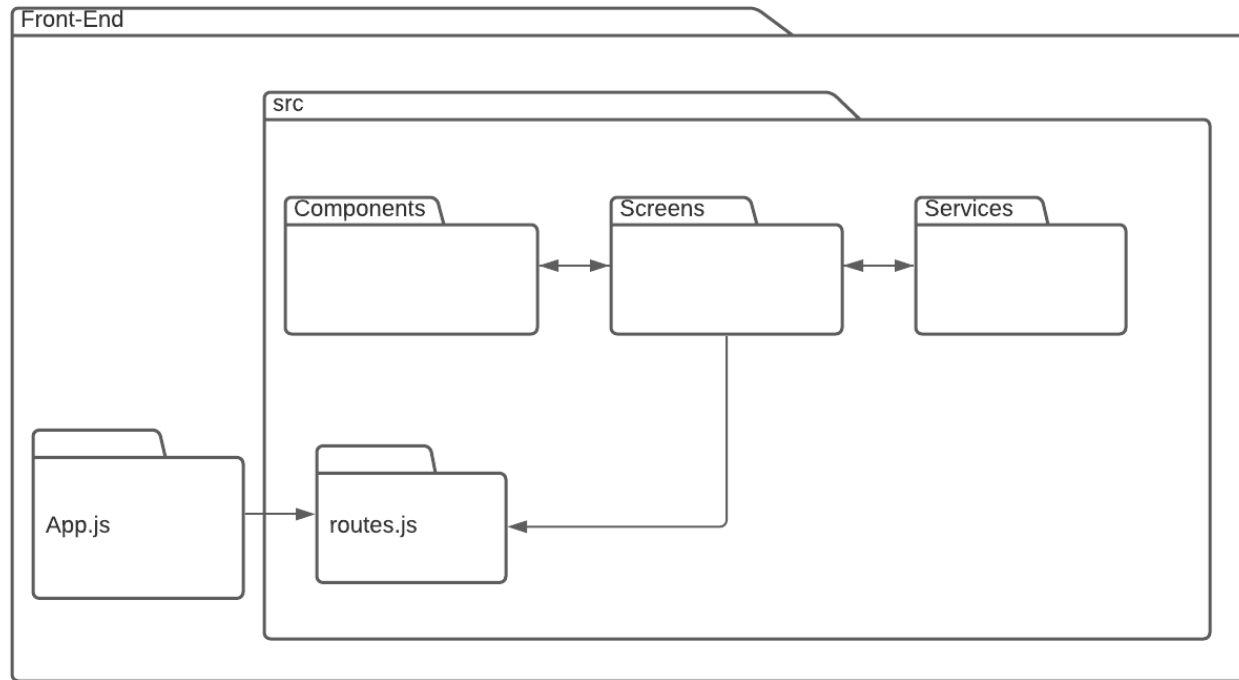 Front-End
src
Components
Screens
Services
App.js
routes.js